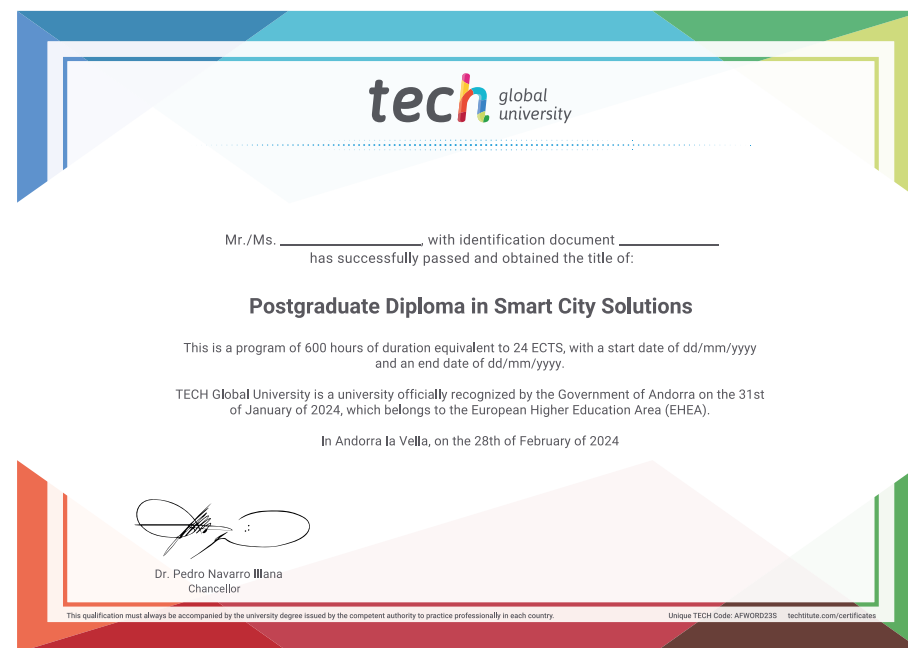 tech global
university
Mr./Ms. ____________________, with identification document ______________
has successfully passed and obtained the title of:
Postgraduate Diploma in Smart City Solutions
This is a program of 600 hours of duration equivalent to 24 ECTS, with a start date of dd/mm/yyyy
and an end date of dd/mm/yyyy.
TECH Global University is a university officially recognized by the Government of Andorra on the 31st
of January of 2024, which belongs to the European Higher Education Area (EHEA).
In Andorra la Vella, on the 28th of February of 2024
Dr. Pedro Navarro Illana
Chancellor
This qualification must always be accompanied by the university degree issued by the competent authority to practice professionally in each country. Unique TECH Code: AFWORD23S techtitute.com/certificates